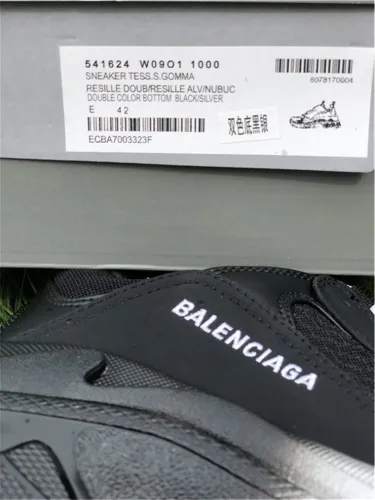 541624 W09O1 1000
SNEAKER TESS.S.GOMMA
RESILLE DOUB/RESILLE ALV/NUBUC
DOUBLE COLOR BOTTOM BLACK/SILVER
E 42
ECBA7003323F
6078170004
双色底黑银
BALENCIAGA